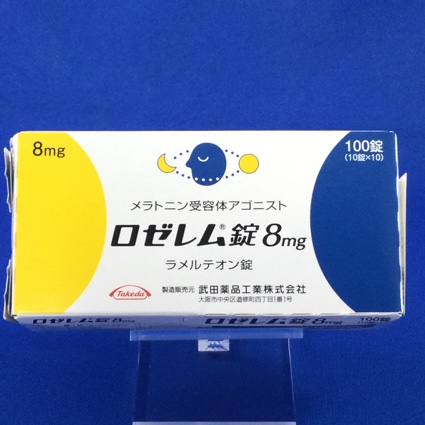 8mg
100錠
(10錠×10)
メラトニン受容体アゴニスト
ロゼレム®錠8mg
ラメルテオン錠
Takeda
製造販売元 武田薬品工業株式会社
大阪市中央区道修町四丁目1番1号
ロゼレム®錠8mg
100錠